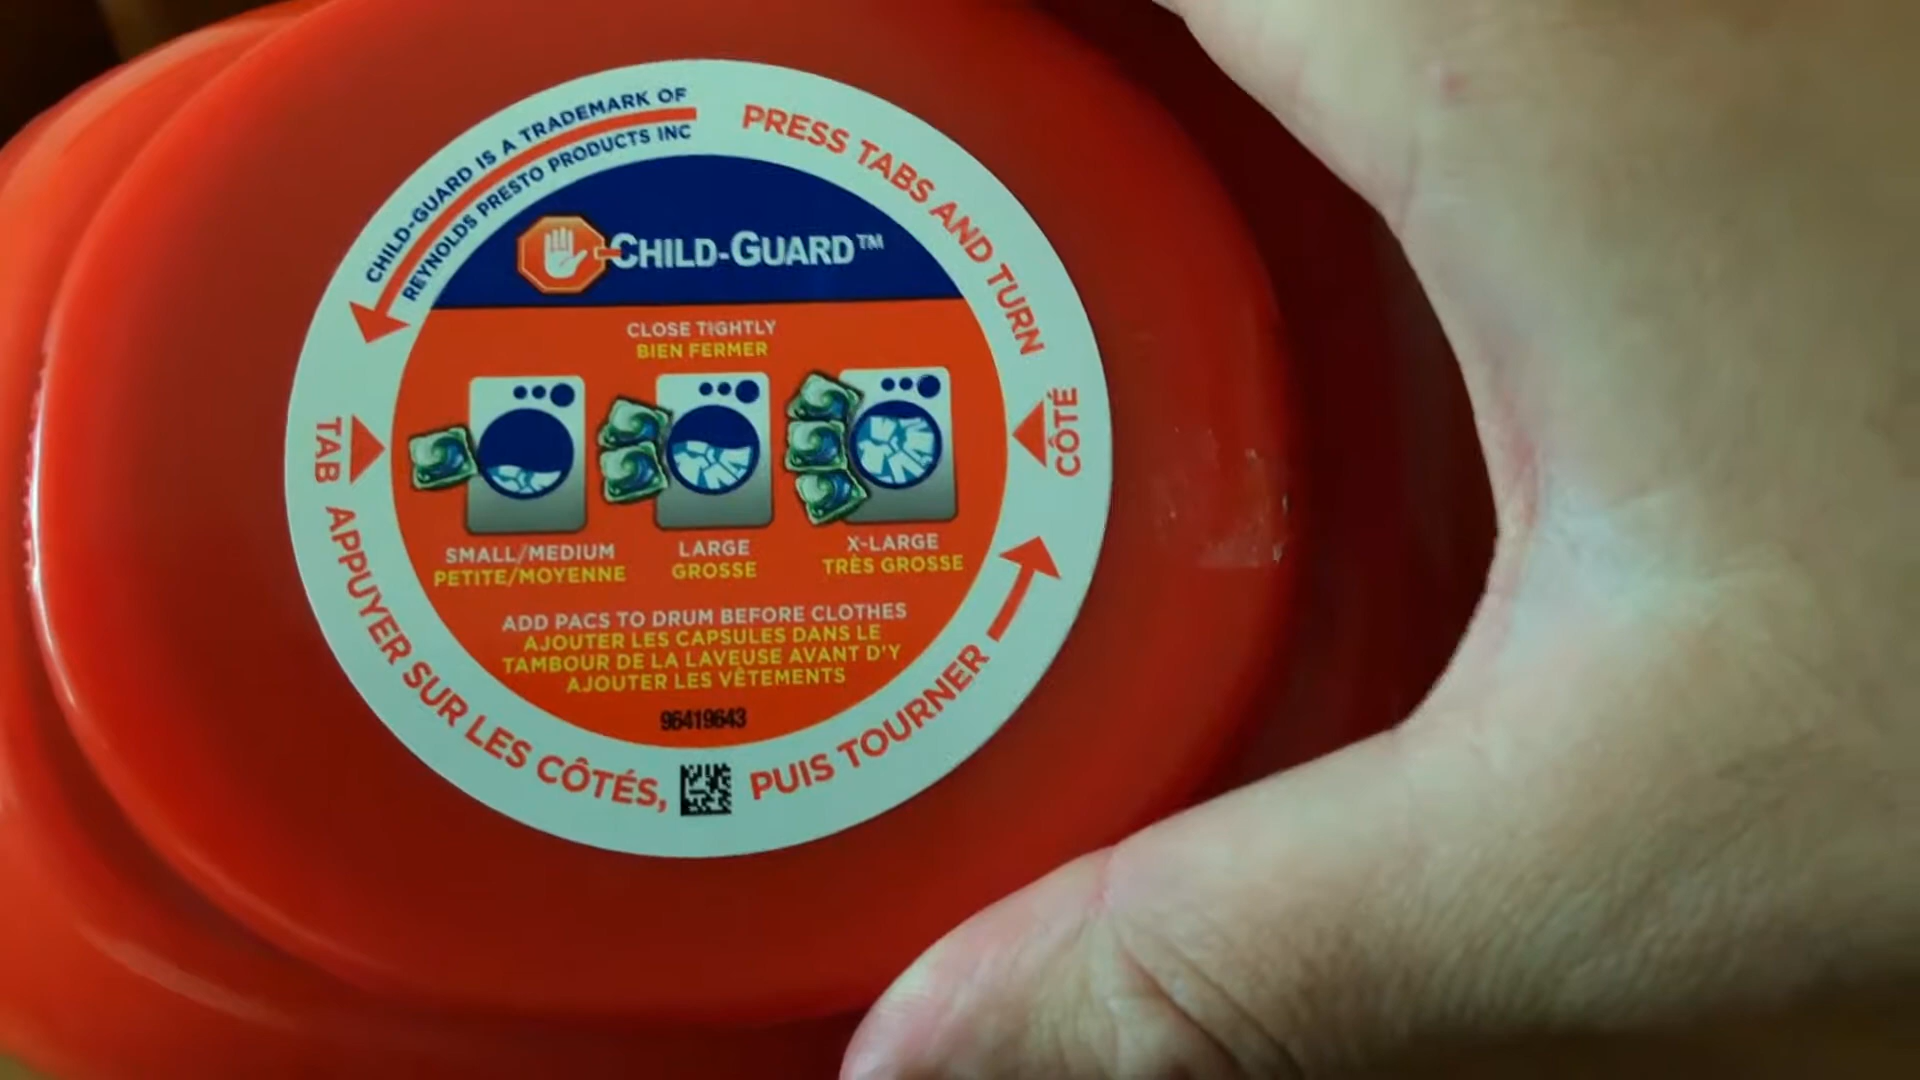 CHILD-GUARD IS A TRADEMARK OF
REYNOLDS PRESTO PRODUCTS INC
PRESS TABS AND TURN
CHILD-GUARD™
CLOSE TIGHTLY
BIEN FERMER
TAB
CÔTÉ
SMALL/MEDIUM
PETITE/MOYENNE
LARGE
GROSSE
X-LARGE
TRÈS GROSSE
ADD PACS TO DRUM BEFORE CLOTHES
AJOUTER LES CAPSULES DANS LE
TAMBOUR DE LA LAVEUSE AVANT D'Y
AJOUTER LES VÊTEMENTS
96419643
APPUYER SUR LES CÔTÉS, PUIS TOURNER